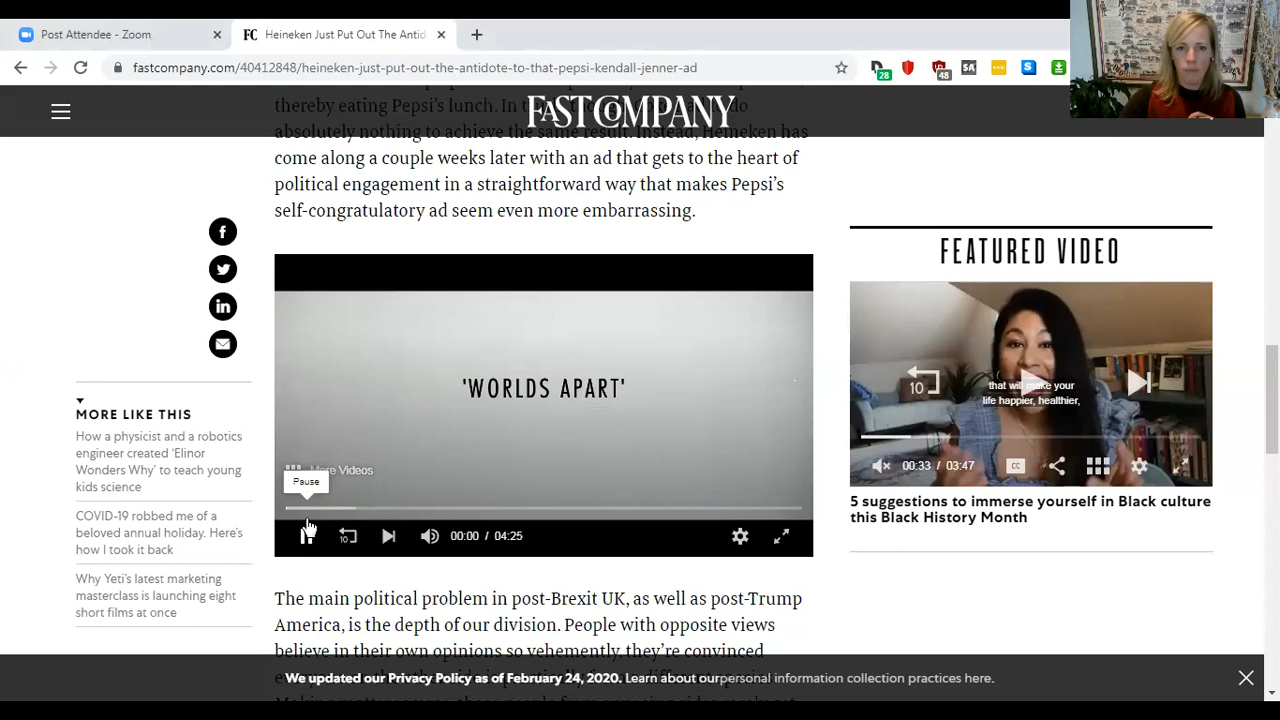 Post Attendee - Zoom
FC Heineken Just Put Out The Antid
fastcompany.com/40412848/heineken-just-put-out-the-antidote-to-that-pepsi-kendall-jenner-ad
28
48
SA
S
thereby eating Pepsi's lunch. In
do
FAST COMPANY
absolutely nothing to achieve the same result. Instead, Heineken has
come along a couple weeks later with an ad that gets to the heart of
political engagement in a straightforward way that makes Pepsi's
self-congratulatory ad seem even more embarrassing.
'WORLDS APART'
More Videos
Pause
10
00:00 / 04:25
MORE LIKE THIS
How a physicist and a robotics
engineer created 'Elinor
Wonders Why' to teach young
kids science
COVID-19 robbed me of a
beloved annual holiday. Here's
how I took it back
Why Yeti's latest marketing
masterclass is launching eight
short films at once
FEATURED VIDEO
10
that will make your
life happier, healthier,
00:33 / 03:47
CC
5 suggestions to immerse yourself in Black culture
this Black History Month
The main political problem in post-Brexit UK, as well as post-Trump
America, is the depth of our division. People with opposite views
believe in their own opinions so vehemently, they're convinced
We updated our Privacy Policy as of February 24, 2020. Learn about our personal information collection practices here.